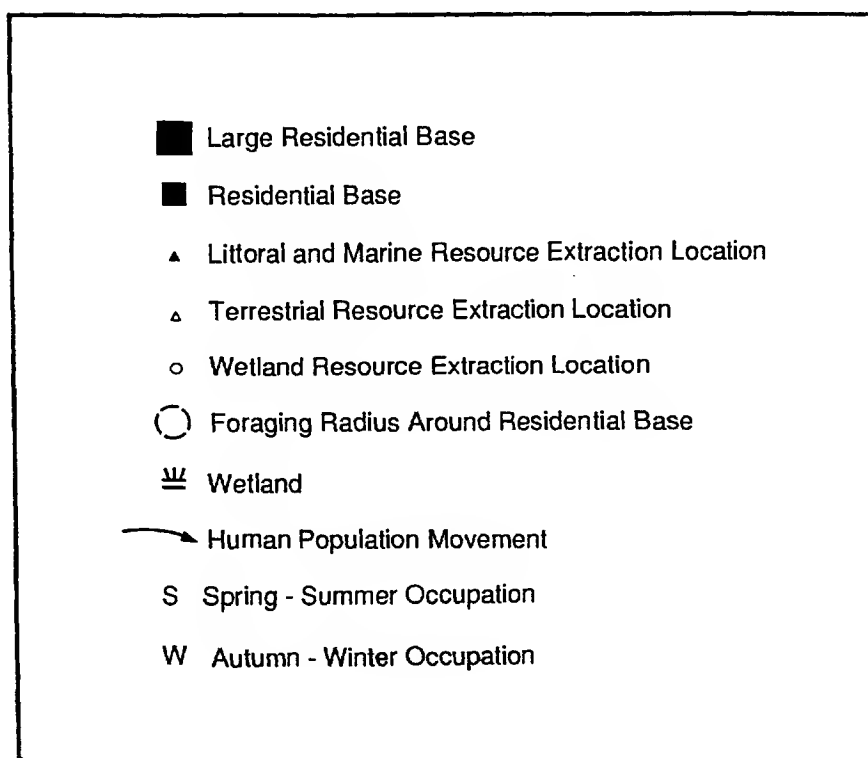 Large Residential Base
Residential Base
Littoral and Marine Resource Extraction Location
Terrestrial Resource Extraction Location
Wetland Resource Extraction Location
Foraging Radius Around Residential Base
Wetland
Human Population Movement
S Spring - Summer Occupation
W Autumn - Winter Occupation